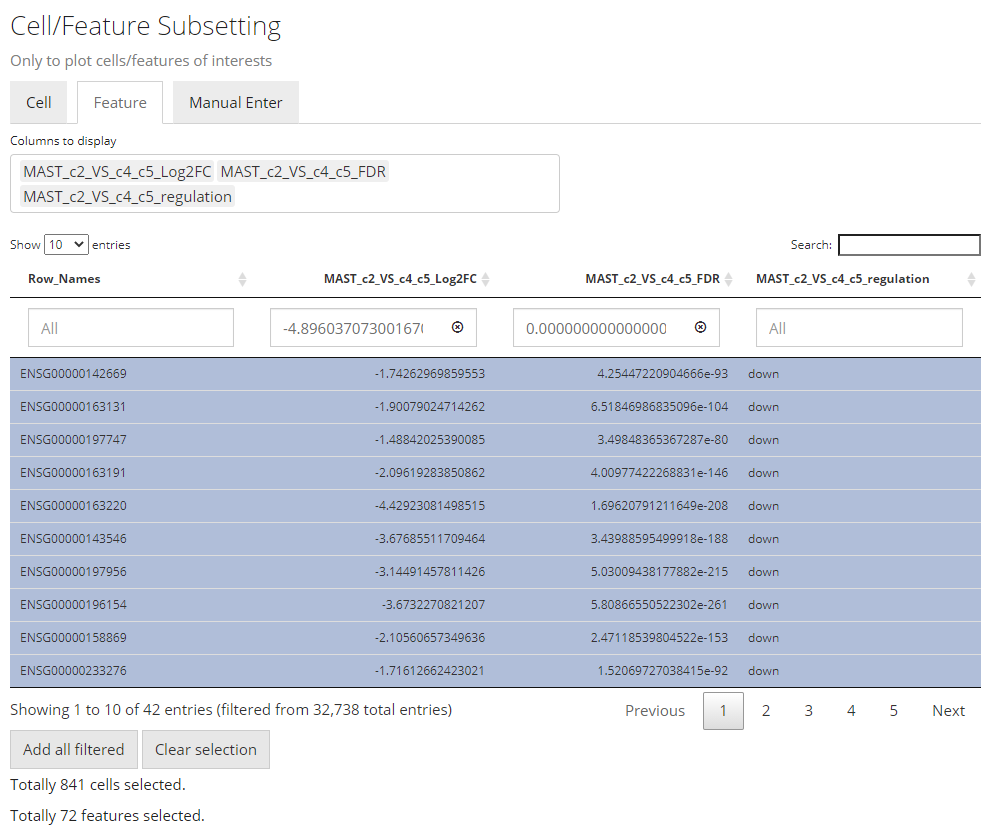 Cell/Feature Subsetting
Only to plot cells/features of interests
Cell Feature Manual Enter
Columns to display
MAST_c2_VS_c4_c5_Log2FC MAST_c2_VS_c4_c5_FDR
MAST_c2_VS_c4_c5_regulation
Show 10 entries Search:
Row_Names MAST_c2_VS_c4_c5_Log2FC MAST_c2_VS_c4_c5_FDR MAST_c2_VS_c4_c5_regulation
All -4.89603707300167 0.000000000000000 All
ENSG00000142669 -1.74262969859553 4.25447220904666e-93 down
ENSG00000163131 -1.90079024714262 6.51846986835096e-104 down
ENSG00000197747 -1.48842025390085 3.49848365367287e-80 down
ENSG00000163191 -2.09619283850862 4.00977422268831e-146 down
ENSG00000163220 -4.42923081498515 1.69620791211649e-208 down
ENSG00000143546 -3.67685511709464 3.43988595499918e-188 down
ENSG00000197956 -3.14491457811426 5.03009438177882e-215 down
ENSG00000196154 -3.6732270821207 5.80866550522302e-261 down
ENSG00000158869 -2.10560657349636 2.47118539804522e-153 down
ENSG00000233276 -1.71612662423021 1.52069727038415e-92 down
Showing 1 to 10 of 42 entries (filtered from 32,738 total entries) Previous 1 2 3 4 5 Next
Add all filtered Clear selection
Totally 841 cells selected.
Totally 72 features selected.